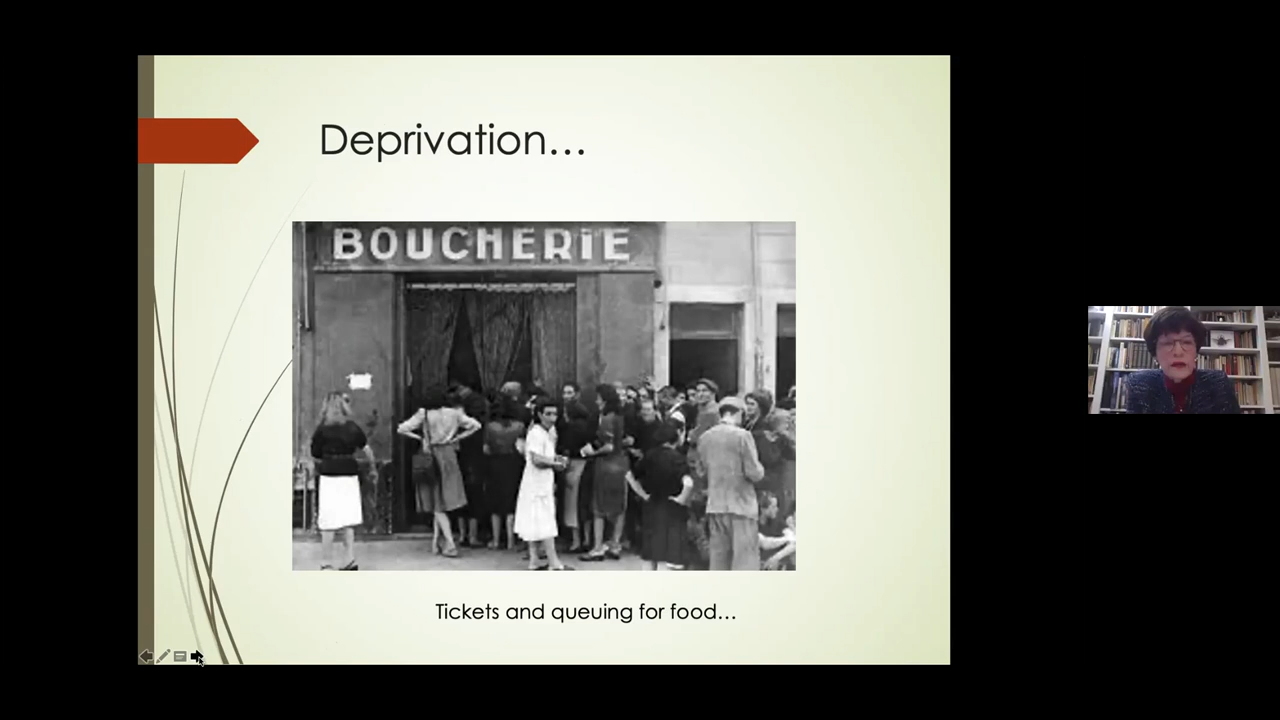 Deprivation…
BOUCHERIE
Tickets and queuing for food…